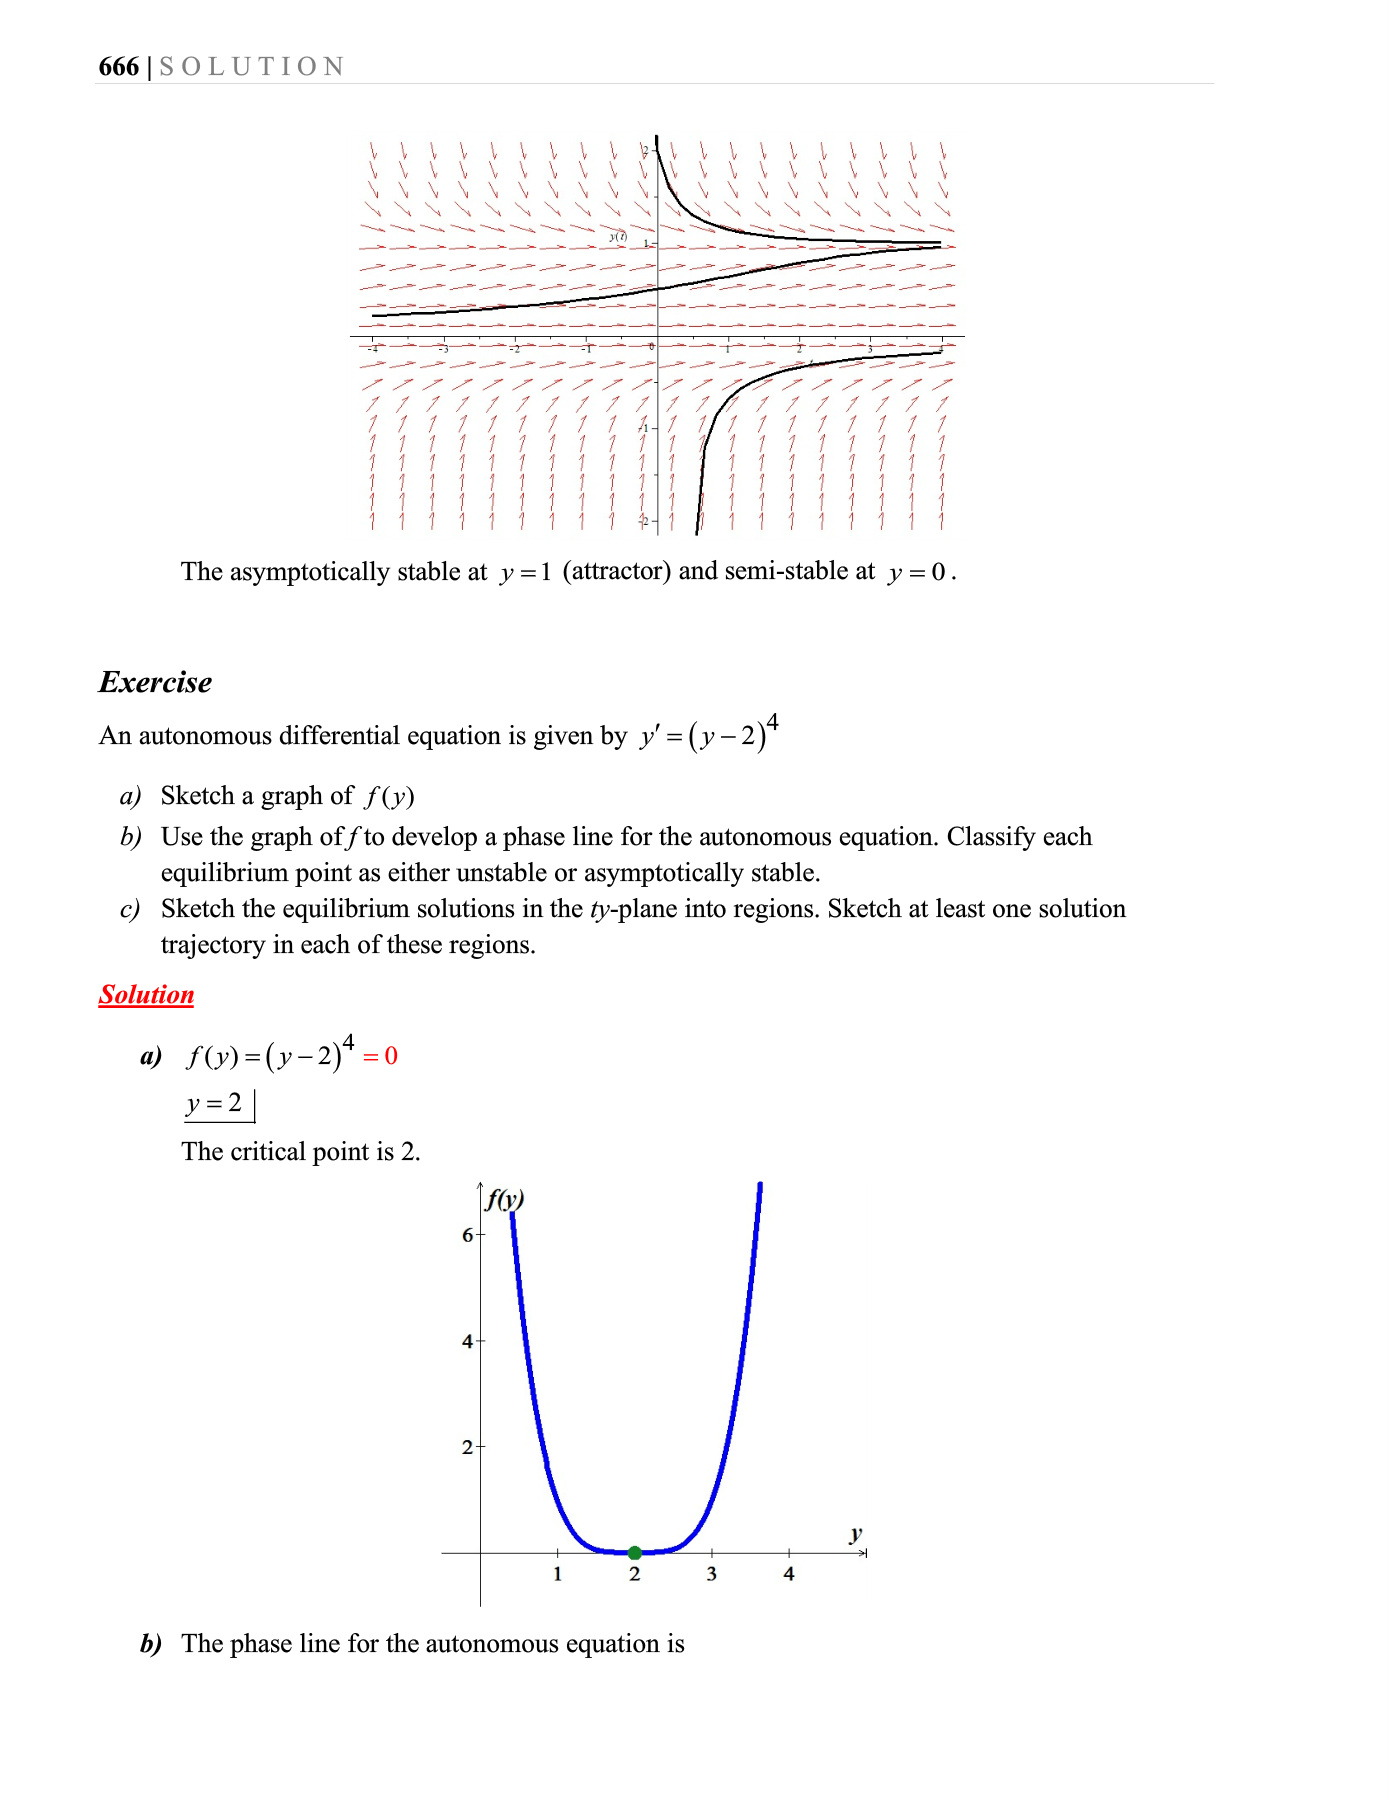 666 | S O L U T I O N
2
y(t)
1
-4 -3 -2 -1 0 1 2 3 4
-1
-2
The asymptotically stable at y = 1 (attractor) and semi-stable at y = 0.
Exercise
An autonomous differential equation is given by y′ = (y − 2)⁴
a) Sketch a graph of f(y)
b) Use the graph of f to develop a phase line for the autonomous equation. Classify each
equilibrium point as either unstable or asymptotically stable.
c) Sketch the equilibrium solutions in the ty-plane into regions. Sketch at least one solution
trajectory in each of these regions.
Solution
a) f(y) = (y − 2)⁴ = 0
y = 2
The critical point is 2.
f(y)
6
4
2
y
1 2 3 4
b) The phase line for the autonomous equation is